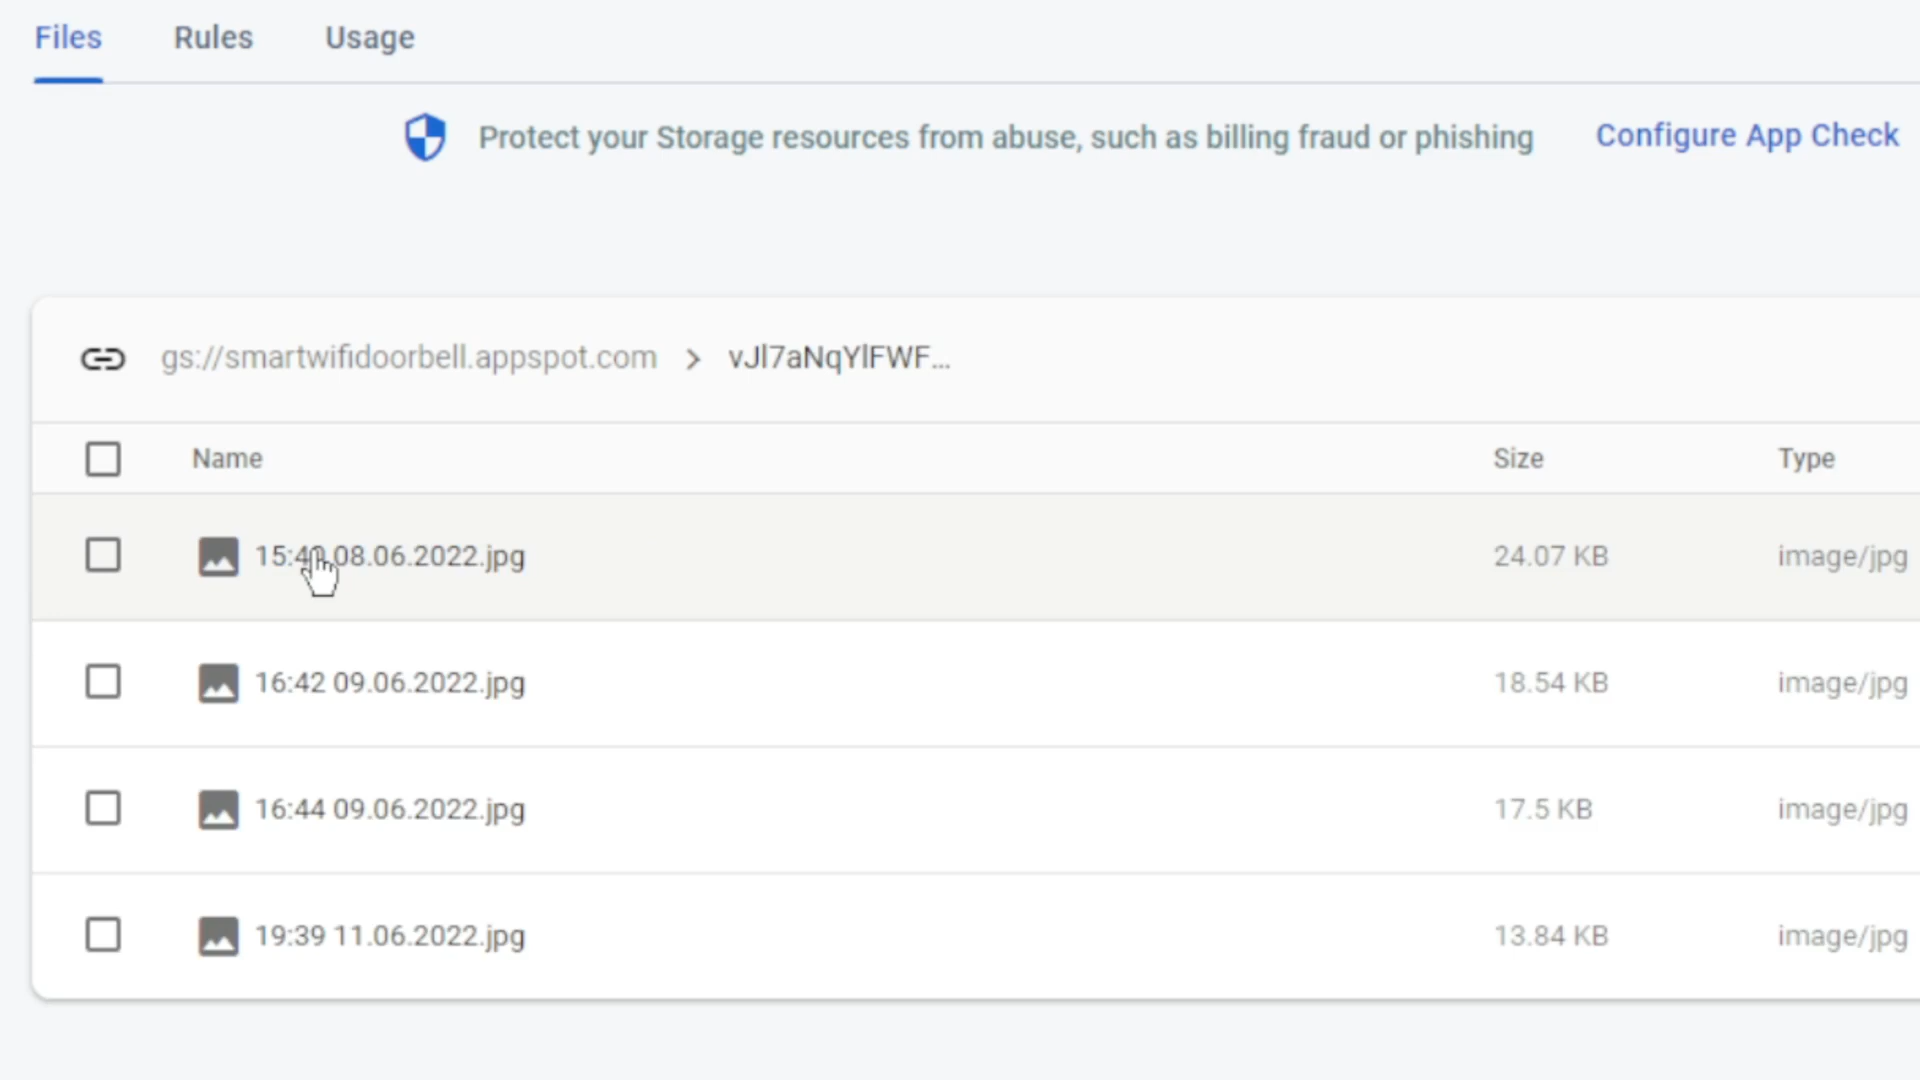 Files Rules Usage
Protect your Storage resources from abuse, such as billing fraud or phishing Configure App Check
gs://smartwifidoorbell.appspot.com > vJl7aNqYlFWF...
Name Size Type
08.06.2022.jpg 24.07 KB image/jpg
16:42 09.06.2022.jpg 18.54 KB image/jpg
16:44 09.06.2022.jpg 17.5 KB image/jpg
19:39 11.06.2022.jpg 13.84 KB image/jpg